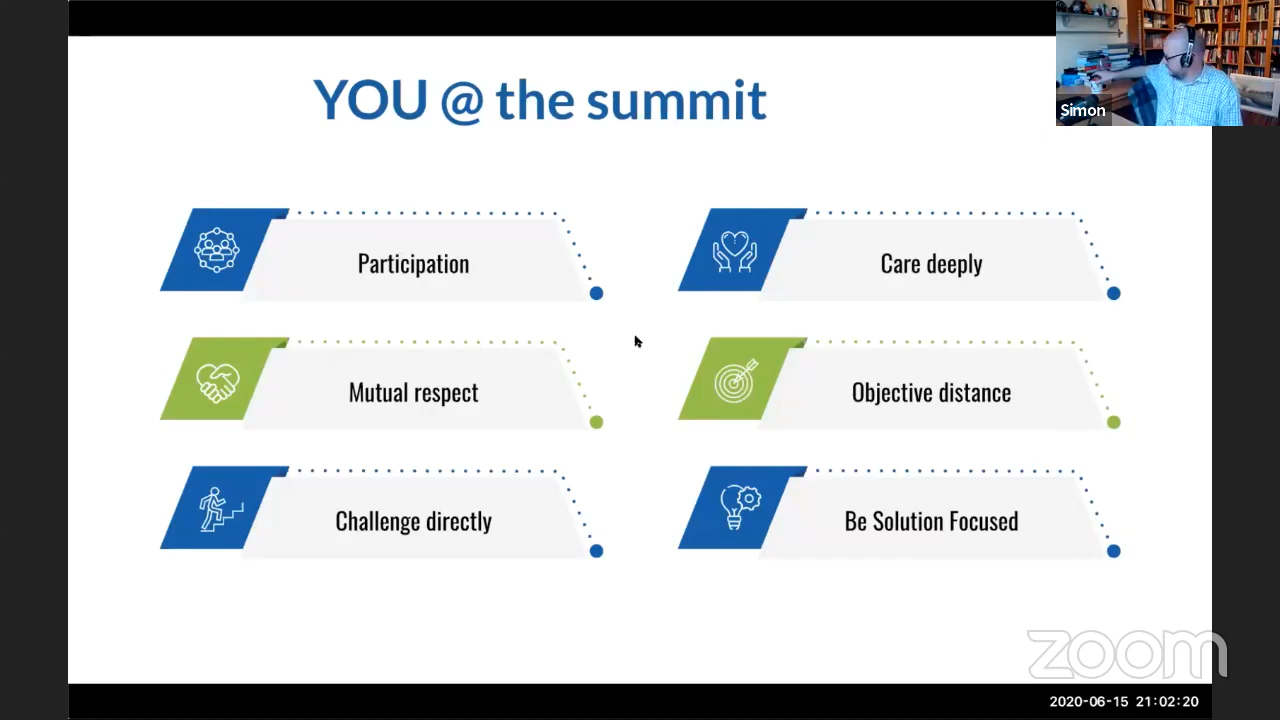 YOU @ the summit
Simon
Participation
Care deeply
Mutual respect
Objective distance
Challenge directly
Be Solution Focused
zoom
2020-06-15 21:02:20